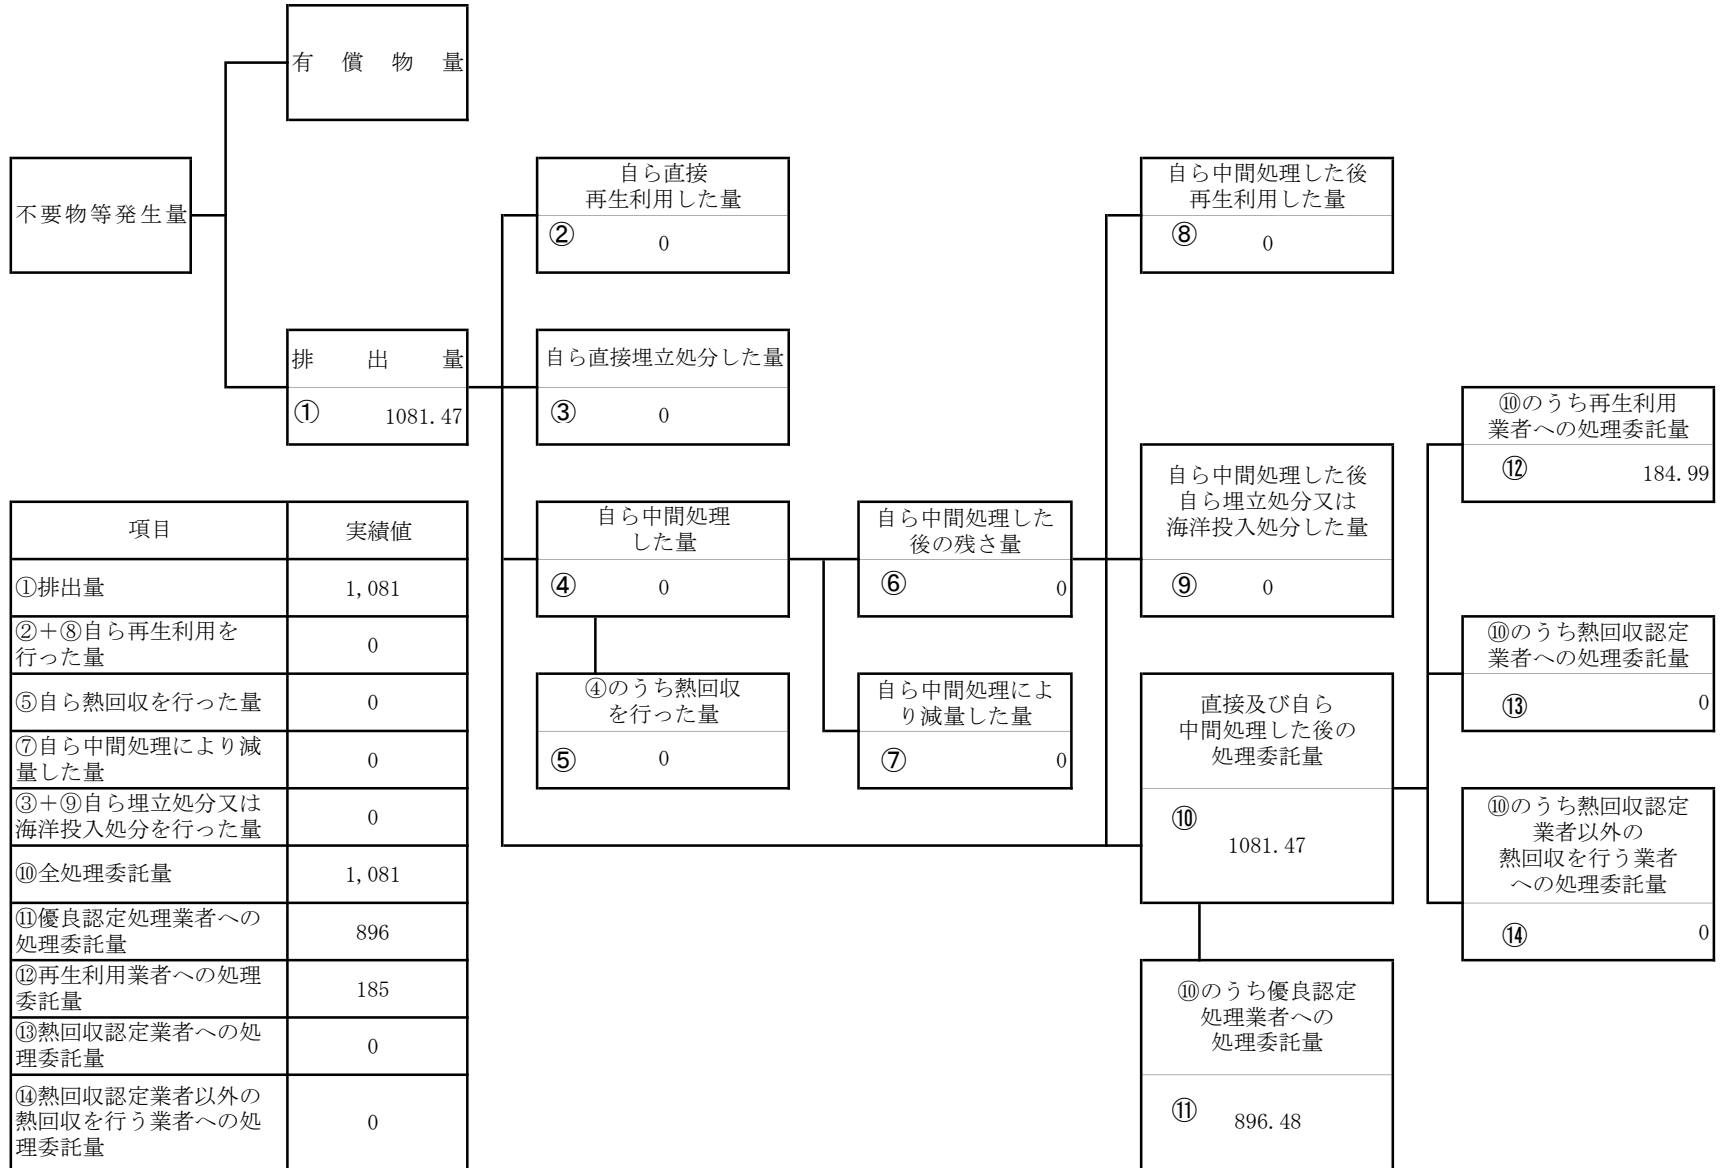 有償物量
不要物等発生量
排出量
① 1081.47
自ら直接
再生利用した量
② 0
自ら直接埋立処分した量
③ 0
自ら中間処理
した量
④ 0
④のうち熱回収
を行った量
⑤ 0
自ら中間処理した
後の残さ量
⑥ 0
自ら中間処理によ
り減量した量
⑦ 0
自ら中間処理した後
再生利用した量
⑧ 0
自ら中間処理した後
自ら埋立処分又は
海洋投入処分した量
⑨ 0
直接及び自ら
中間処理した後の
処理委託量
⑩
1081.47
⑩のうち優良認定
処理業者への
処理委託量
⑪ 896.48
⑩のうち再生利用
業者への処理委託量
⑫ 184.99
⑩のうち熱回収認定
業者への処理委託量
⑬ 0
⑩のうち熱回収認定
業者以外の
熱回収を行う業者
への処理委託量
⑭ 0
項目 実績値
①排出量 1,081
②+⑧自ら再生利用を
行った量 0
⑤自ら熱回収を行った量 0
⑦自ら中間処理により減
量した量 0
③+⑨自ら埋立処分又は
海洋投入処分を行った量 0
⑩全処理委託量 1,081
⑪優良認定処理業者への
処理委託量 896
⑫再生利用業者への処理
委託量 185
⑬熱回収認定業者への処
理委託量 0
⑭熱回収認定業者以外の
熱回収を行う業者への処
理委託量 0